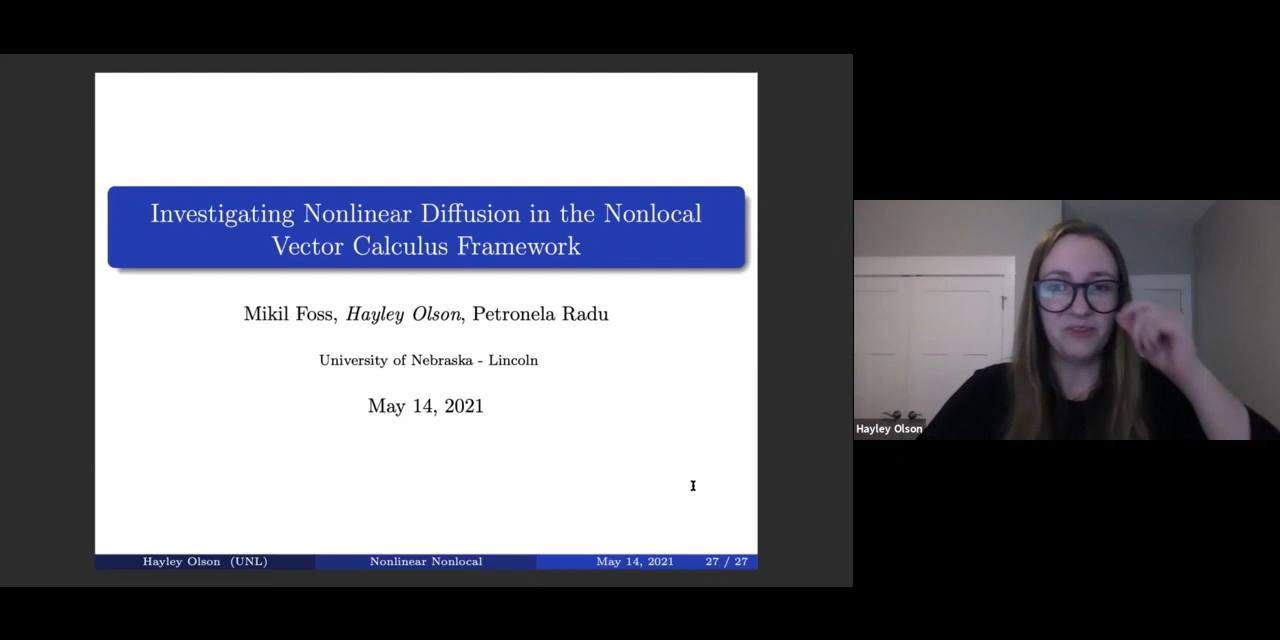 Investigating Nonlinear Diffusion in the Nonlocal
Vector Calculus Framework
Mikil Foss, Hayley Olson, Petronela Radu
University of Nebraska - Lincoln
May 14, 2021
Hayley Olson (UNL) Nonlinear Nonlocal May 14, 2021 27 / 27
Hayley Olson